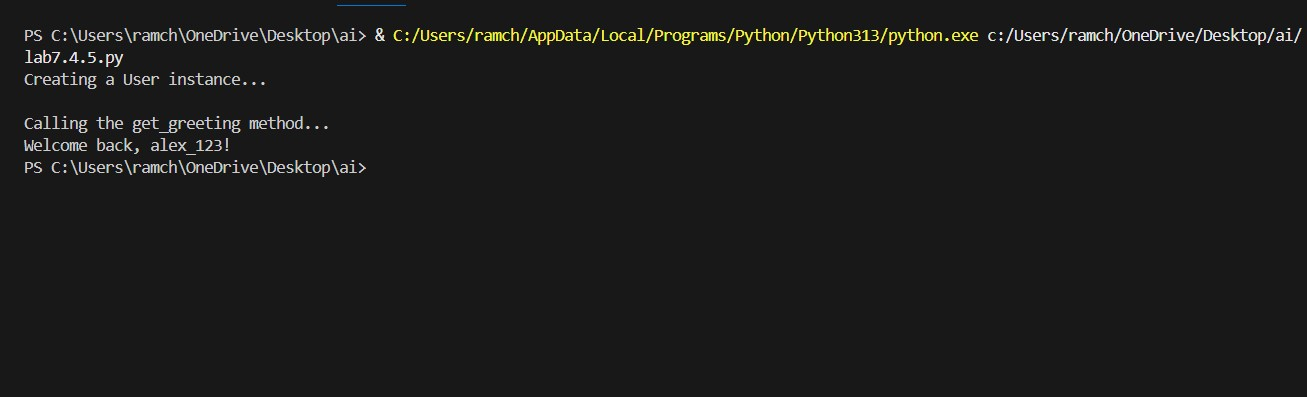 PS C:\Users\ramch\OneDrive\Desktop\ai> & C:/Users/ramch/AppData/Local/Programs/Python/Python313/python.exe c:/Users/ramch/OneDrive/Desktop/ai/
lab7.4.5.py
Creating a User instance...
Calling the get_greeting method...
Welcome back, alex_123!
PS C:\Users\ramch\OneDrive\Desktop\ai>